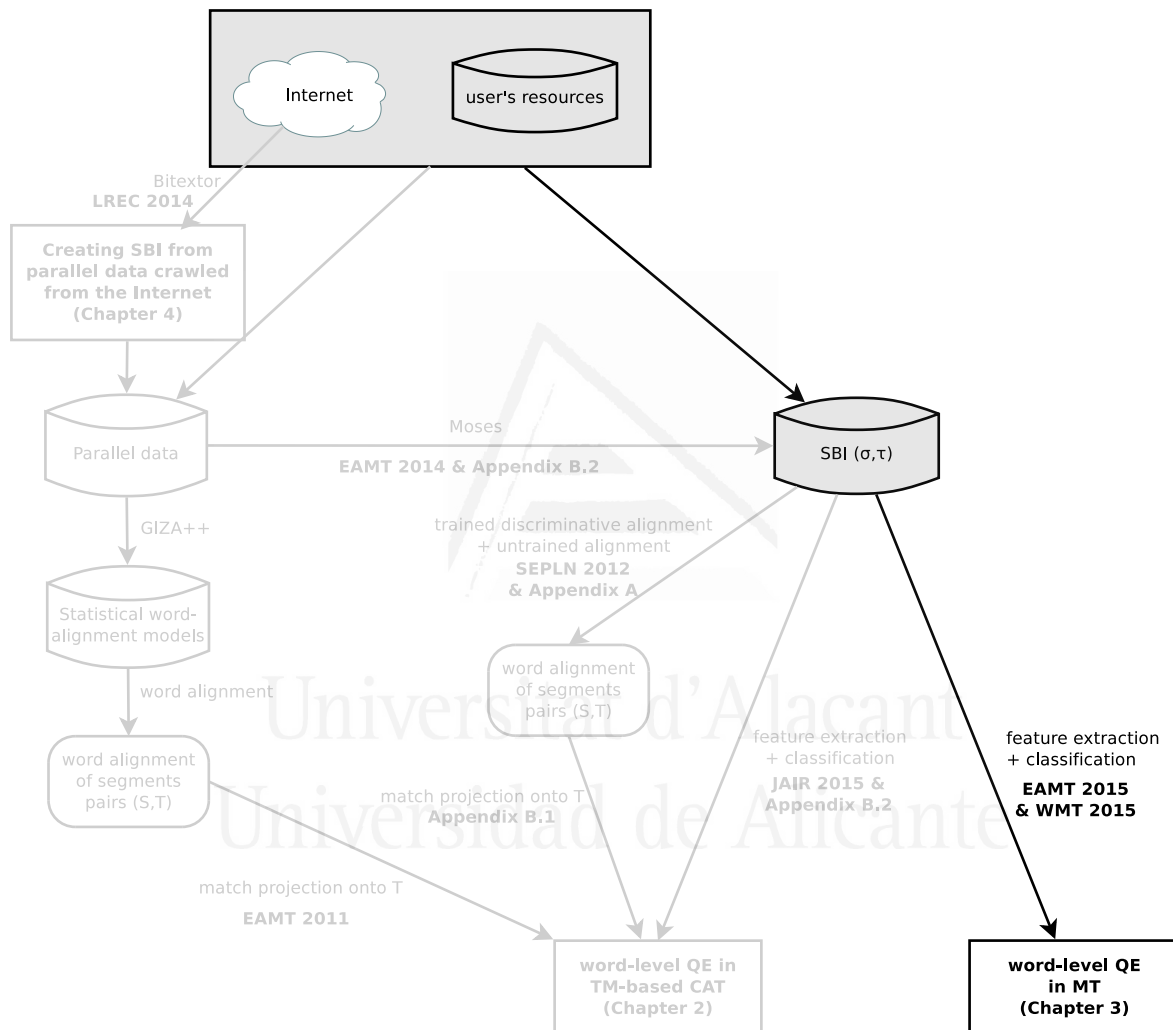 Internet
user's resources
Bitextor
LREC 2014
Creating SBI from
parallel data crawled
from the Internet
(Chapter 4)
Parallel data
Moses
EAMT 2014 & Appendix B.2
SBI (σ,τ)
GIZA++
trained discriminative alignment
+ untrained alignment
SEPLN 2012
& Appendix A
Statistical word-
alignment models
word alignment
word alignment
of segments
pairs (S,T)
Universitat d'Alacant
Universidad de Alicante
word alignment
of segments
pairs (S,T)
feature extraction
+ classification
JAIR 2015 &
Appendix B.2
feature extraction
+ classification
EAMT 2015
& WMT 2015
match projection onto T
Appendix B.1
match projection onto T
EAMT 2011
word-level QE in
TM-based CAT
(Chapter 2)
word-level QE
in MT
(Chapter 3)